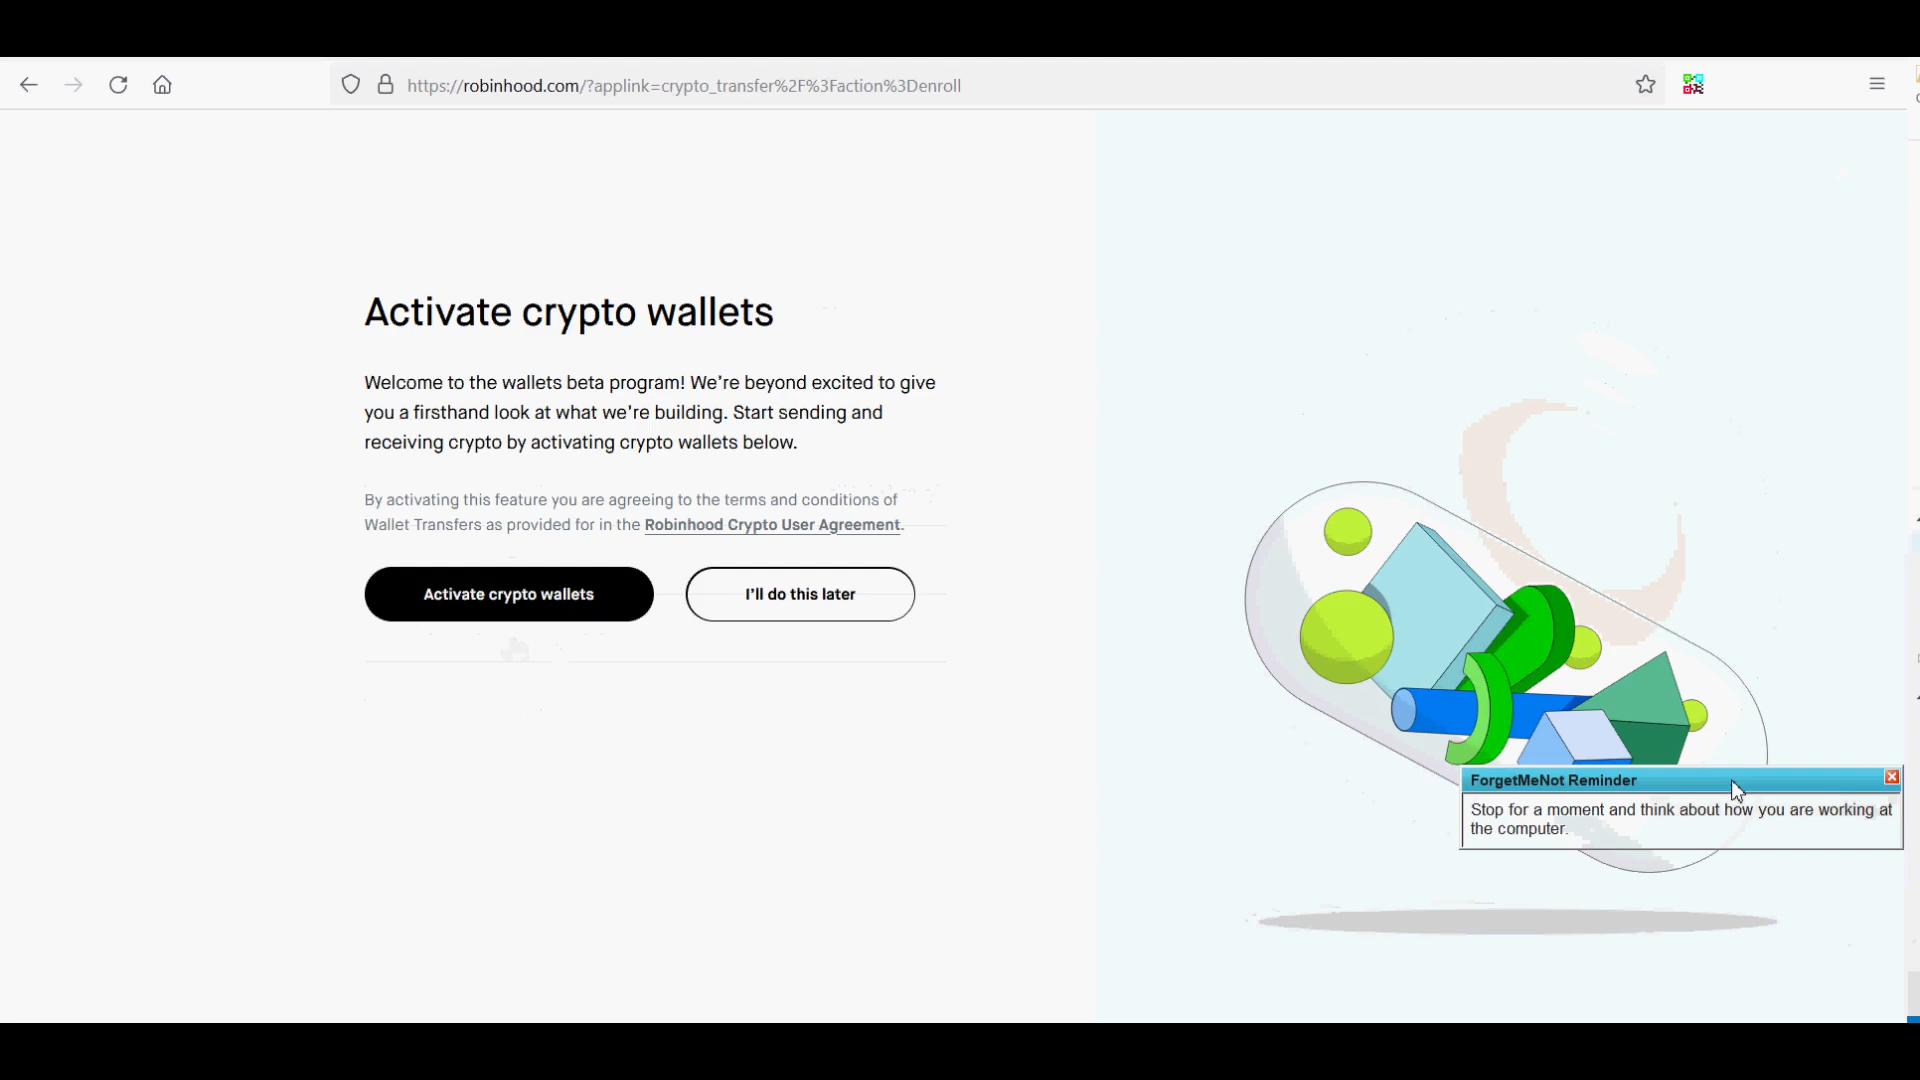 https://robinhood.com/?applink=crypto_transfer%2F%3Faction%3Denroll
Activate crypto wallets
Welcome to the wallets beta program! We’re beyond excited to give
you a firsthand look at what we’re building. Start sending and
receiving crypto by activating crypto wallets below.
By activating this feature you are agreeing to the terms and conditions of
Wallet Transfers as provided for in the Robinhood Crypto User Agreement.
Activate crypto wallets
I’ll do this later
ForgetMeNot Reminder
Stop for a moment and think about how you are working at
the computer.